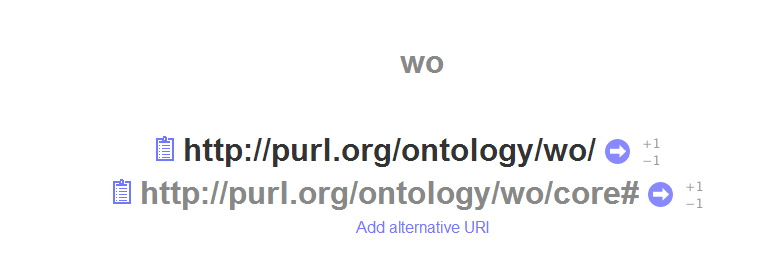 wo
http://purl.org/ontology/wo/ +1
−1
http://purl.org/ontology/wo/core# +1
−1
Add alternative URI